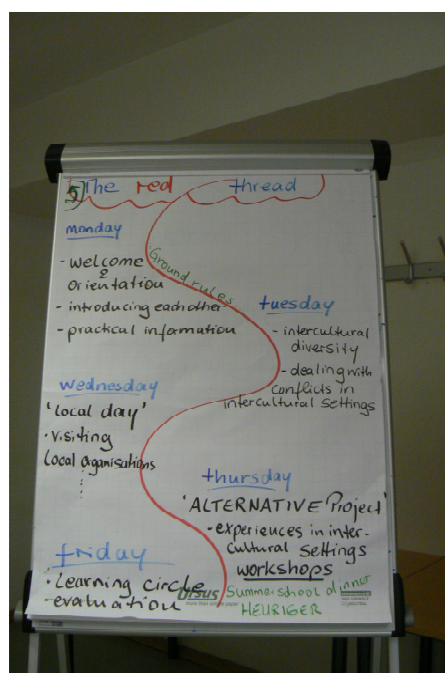 5) The red thread
monday
- welcome
&
orientation
- introducing each other
- practical information
Ground rules
tuesday
- intercultural
diversity
- dealing with
conflicts in
intercultural settings
wednesday
'local day'
· visiting
local organisations
thursday
'ALTERNATIVE Project'
- experiences in inter-
cultural settings
workshops
friday
· Learning circle
- evaluation
Ursus
Summerschool dinner
HEURIGER